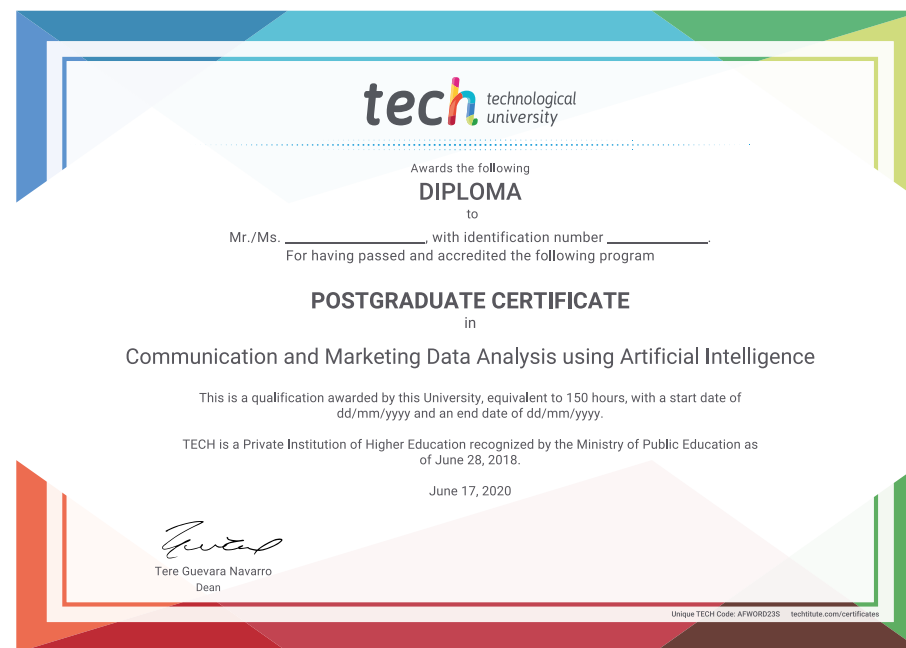 tech technological
university
Awards the following
DIPLOMA
to
Mr./Ms. ____________________, with identification number ______________.
For having passed and accredited the following program
POSTGRADUATE CERTIFICATE
in
Communication and Marketing Data Analysis using Artificial Intelligence
This is a qualification awarded by this University, equivalent to 150 hours, with a start date of
dd/mm/yyyy and an end date of dd/mm/yyyy.
TECH is a Private Institution of Higher Education recognized by the Ministry of Public Education as
of June 28, 2018.
June 17, 2020
Tere Guevara Navarro
Dean
Unique TECH Code: AFWORD23S techtitute.com/certificates